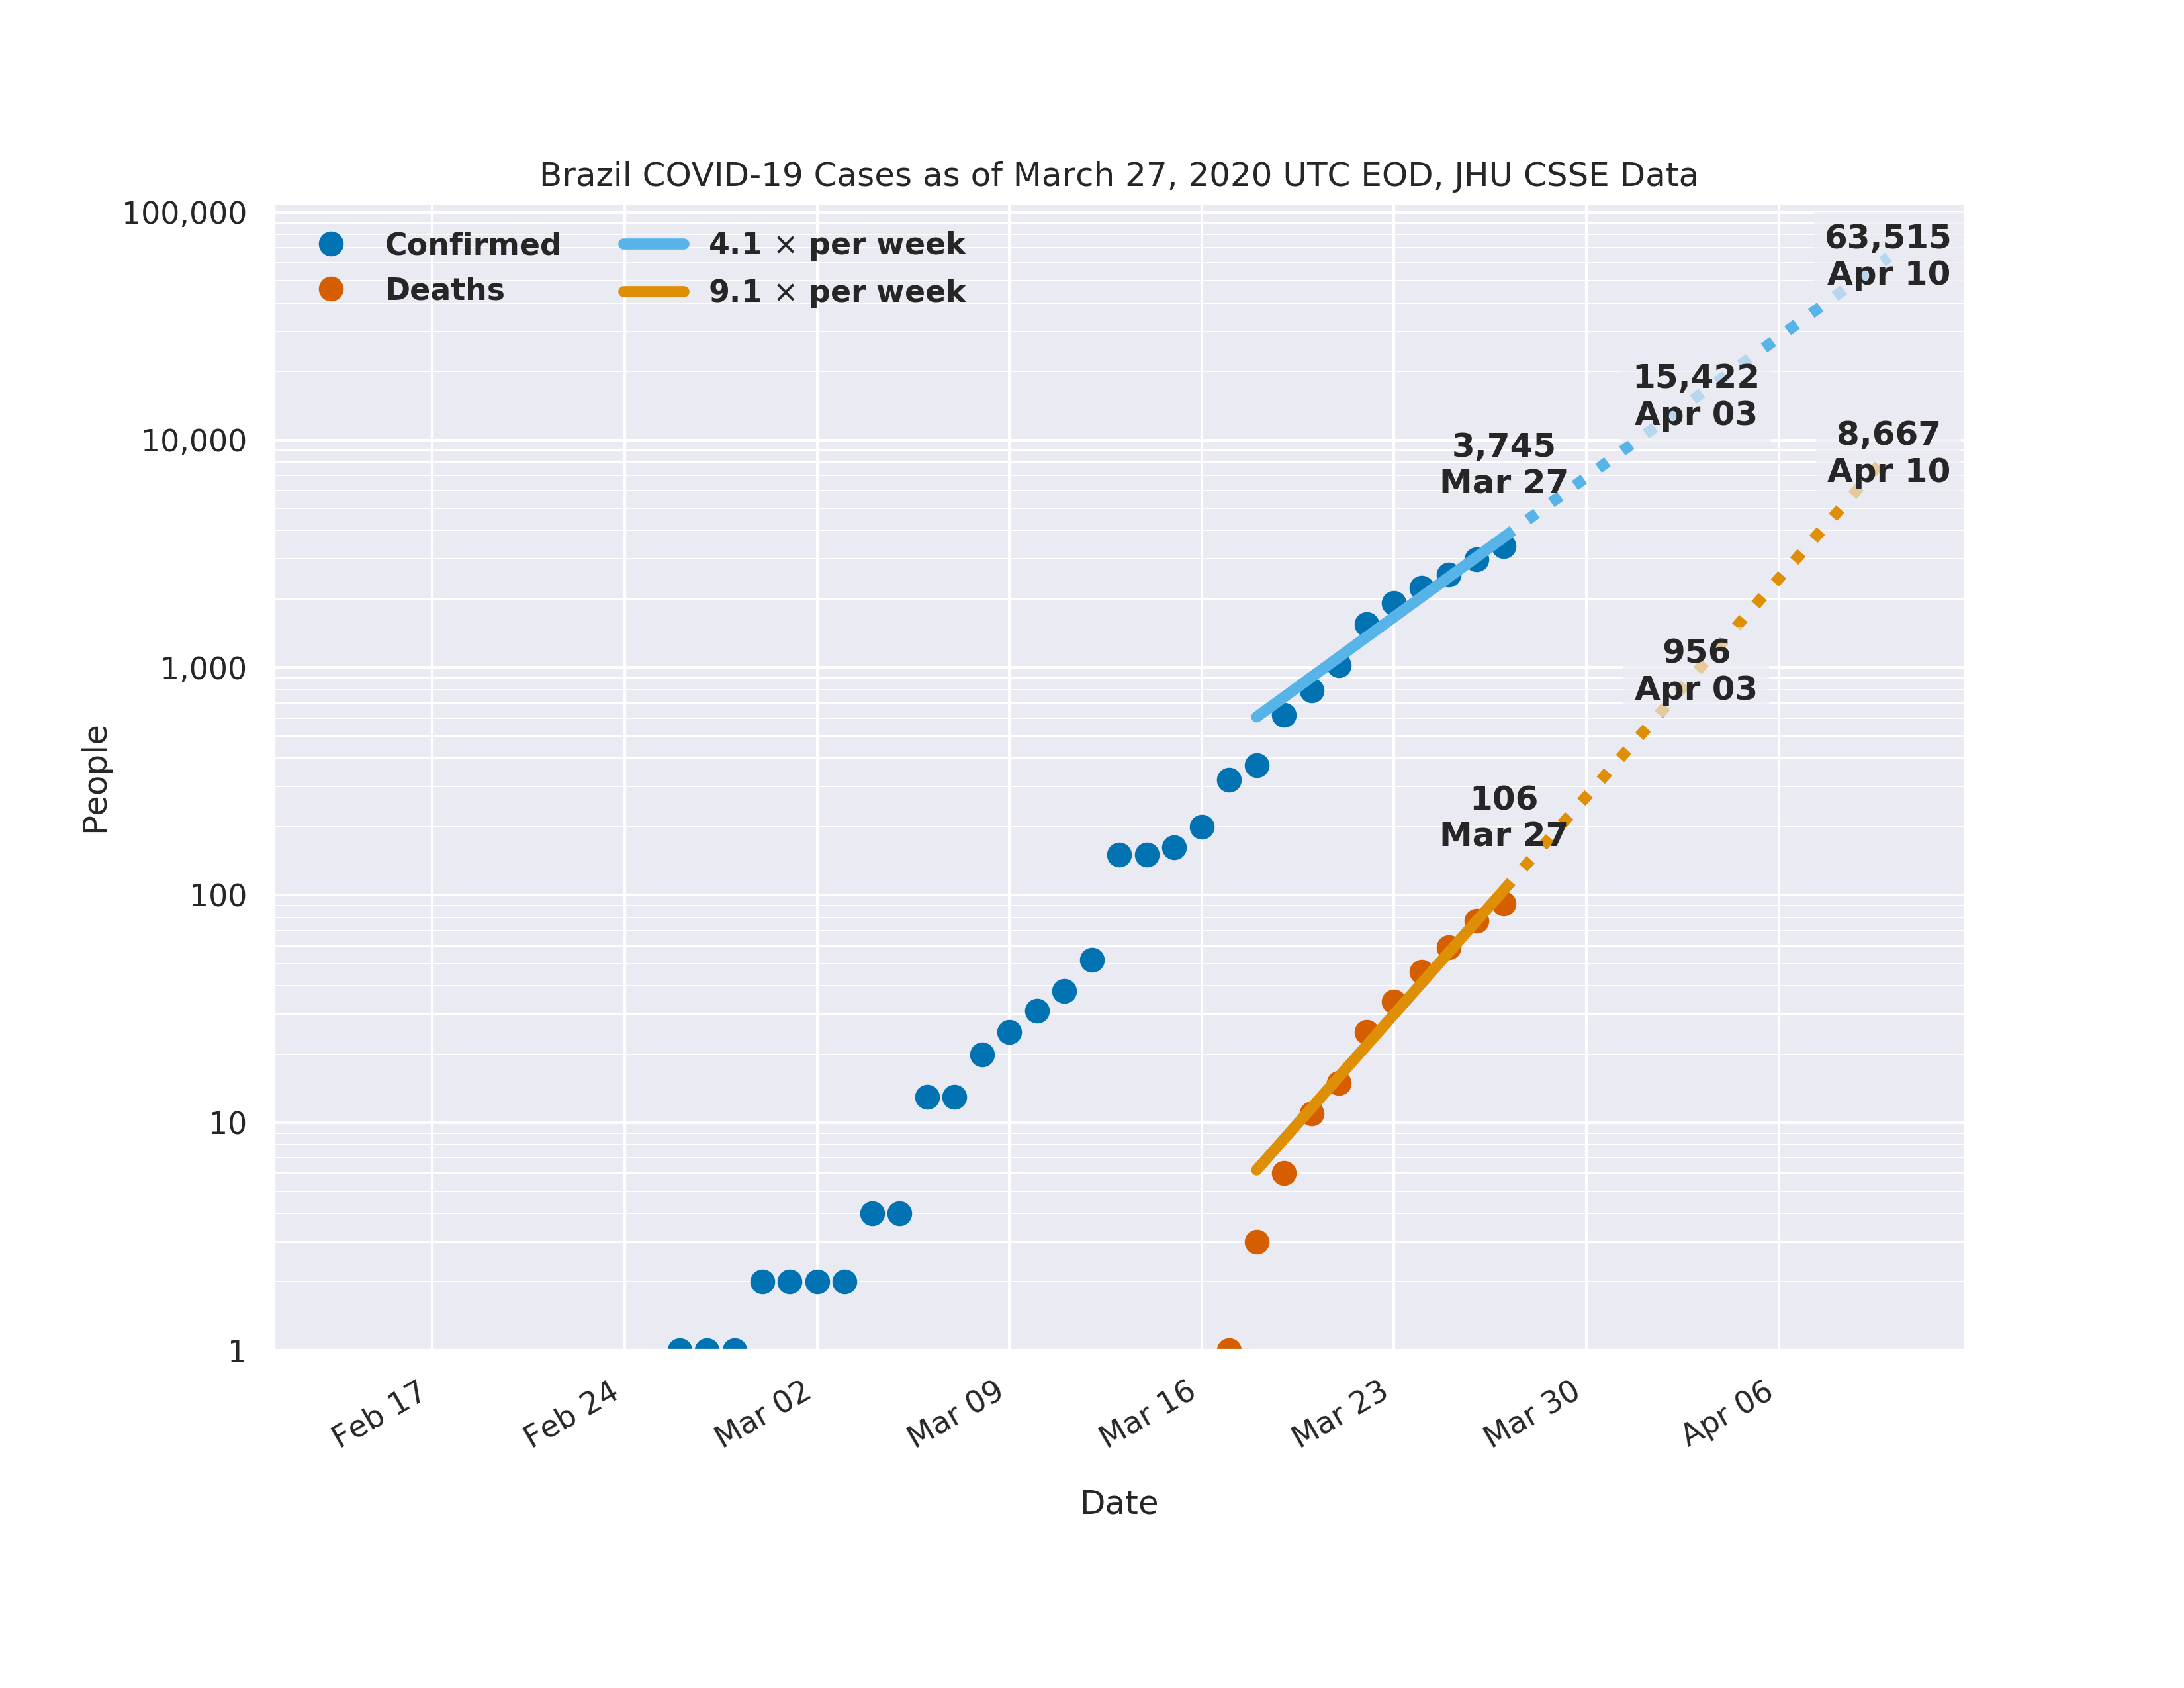 Brazil COVID-19 Cases as of March 27, 2020 UTC EOD, JHU CSSE Data
100,000
10,000
1,000
100
10
1
People
Confirmed
Deaths
4.1 × per week
9.1 × per week
63,515
Apr 10
15,422
Apr 03
3,745
Mar 27
8,667
Apr 10
956
Apr 03
106
Mar 27
Feb 17
Feb 24
Mar 02
Mar 09
Mar 16
Mar 23
Mar 30
Apr 06
Date